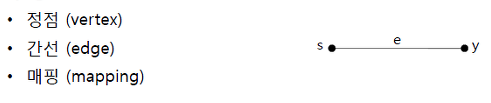 • 정점 (vertex)
• 간선 (edge)
• 매핑 (mapping)
s e y